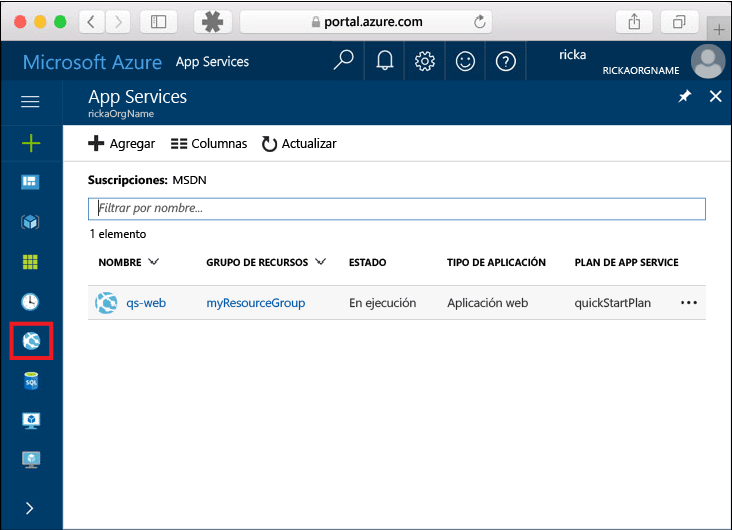 portal.azure.com
Microsoft Azure App Services
ricka
RICKAORGNAME
App Services
rickaOrgName
Agregar Columnas Actualizar
Suscripciones: MSDN
Filtrar por nombre...
1 elemento
NOMBRE GRUPO DE RECURSOS ESTADO TIPO DE APLICACIÓN PLAN DE APP SERVICE
qs-web myResourceGroup En ejecución Aplicación web quickStartPlan
SQL